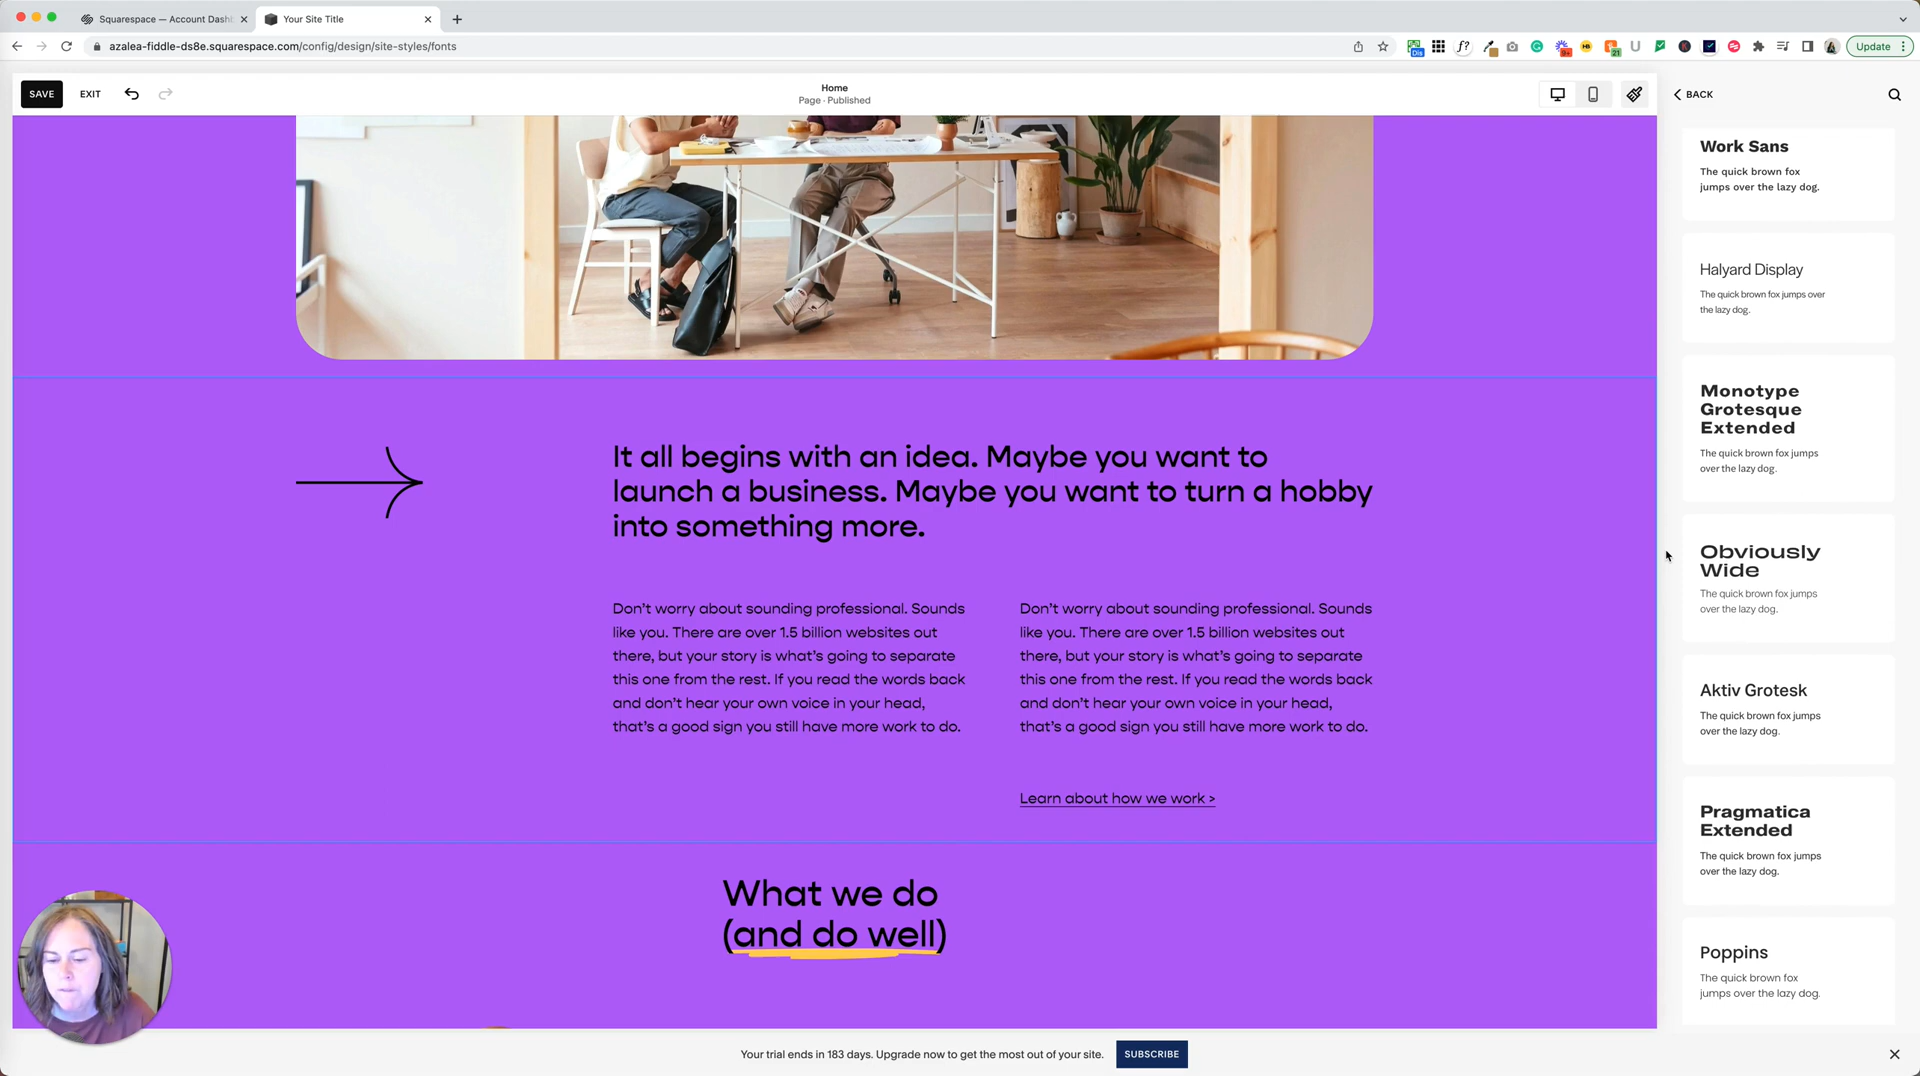 Squarespace — Account Dashb
Your Site Title
azalea-fiddle-ds8e.squarespace.com/config/design/site-styles/fonts
Update
SAVE
EXIT
Home
Page · Published
BACK
Work Sans
The quick brown fox
jumps over the lazy dog.
Halyard Display
The quick brown fox jumps over
the lazy dog.
Monotype
Grotesque
Extended
The quick brown fox jumps
over the lazy dog.
Obviously
Wide
The quick brown fox jumps
over the lazy dog.
Aktiv Grotesk
The quick brown fox jumps
over the lazy dog.
Pragmatica
Extended
The quick brown fox jumps
over the lazy dog.
Poppins
The quick brown fox
jumps over the lazy dog.
It all begins with an idea. Maybe you want to
launch a business. Maybe you want to turn a hobby
into something more.
Don’t worry about sounding professional. Sounds
like you. There are over 1.5 billion websites out
there, but your story is what’s going to separate
this one from the rest. If you read the words back
and don’t hear your own voice in your head,
that’s a good sign you still have more work to do.
Don’t worry about sounding professional. Sounds
like you. There are over 1.5 billion websites out
there, but your story is what’s going to separate
this one from the rest. If you read the words back
and don’t hear your own voice in your head,
that’s a good sign you still have more work to do.
Learn about how we work >
What we do
(and do well)
Your trial ends in 183 days. Upgrade now to get the most out of your site.
SUBSCRIBE